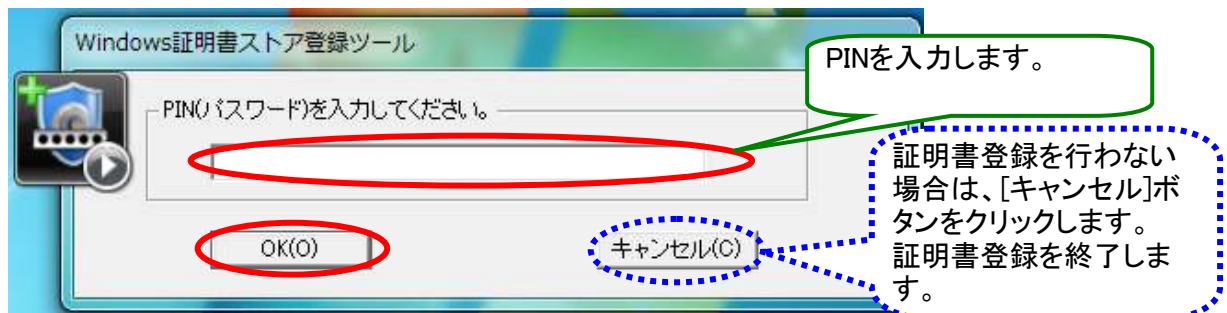 Windows証明書ストア登録ツール
PINを入力します。
PIN(パスワード)を入力してください。
証明書登録を行わない
場合は、[キャンセル]ボ
タンをクリックします。
証明書登録を終了しま
す。
OK(O)
キャンセル(C)